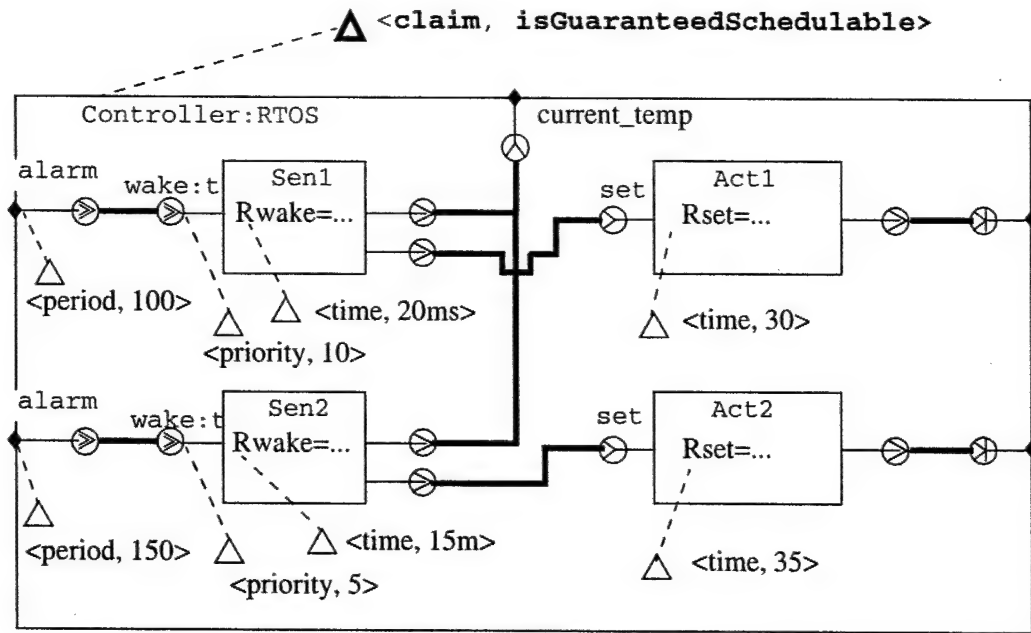 <claim, isGuaranteedSchedulable>
Controller:RTOS
current_temp
alarm
wake:t
Sen1
Rwake=...
set
Act1
Rset=...
<period, 100>
<priority, 10>
<time, 20ms>
<time, 30>
alarm
wake:t
Sen2
Rwake=...
set
Act2
Rset=...
<period, 150>
<priority, 5>
<time, 15m>
<time, 35>